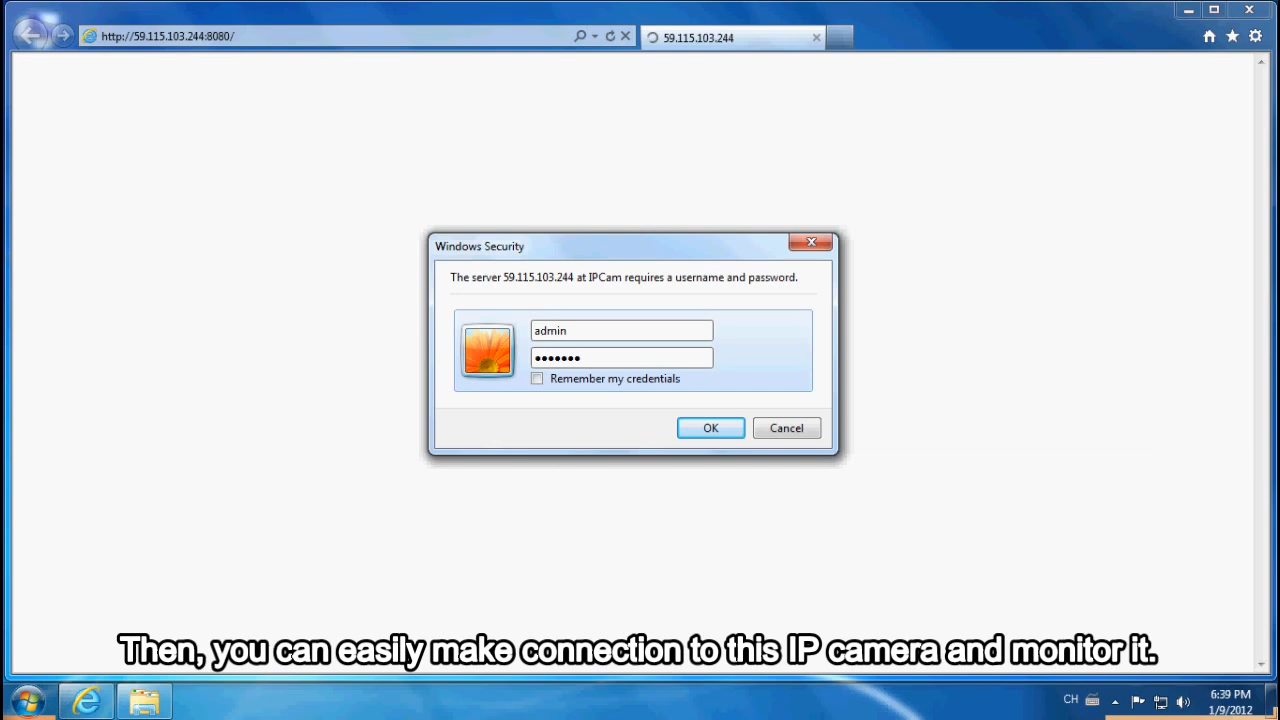 http://59.115.103.244:8080/
59.115.103.244
Windows Security
The server 59.115.103.244 at IPCam requires a username and password.
admin
●●●●●●●
Remember my credentials
OK
Cancel
Then, you can easily make connection to this IP camera and monitor it.
CH
6:39 PM
1/9/2012